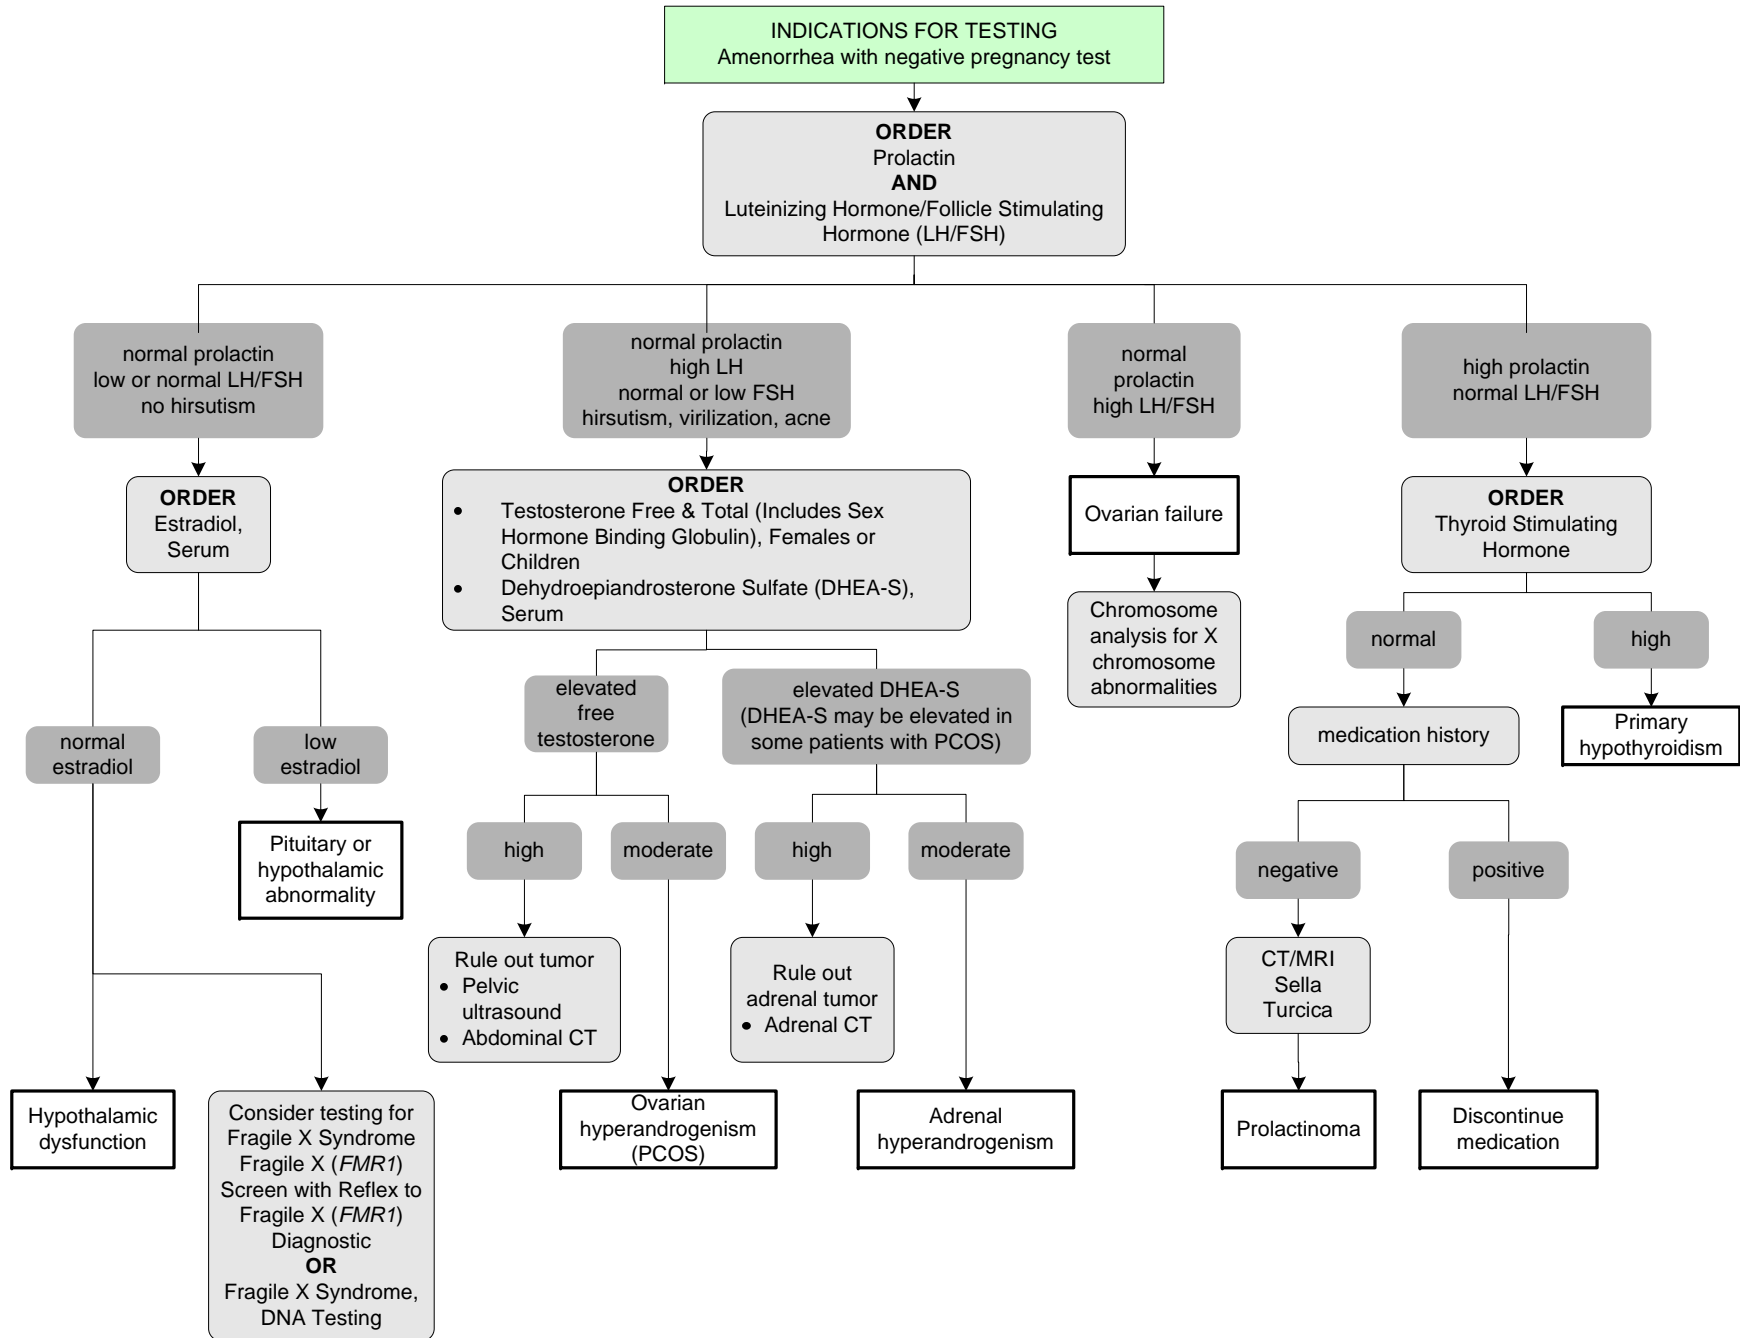 INDICATIONS FOR TESTING
Amenorrhea with negative pregnancy test
ORDER
Prolactin
AND
Luteinizing Hormone/Follicle Stimulating
Hormone (LH/FSH)
normal prolactin
low or normal LH/FSH
no hirsutism
normal prolactin
high LH
normal or low FSH
hirsutism, virilization, acne
normal
prolactin
high LH/FSH
high prolactin
normal LH/FSH
ORDER
Estradiol,
Serum
ORDER
• Testosterone Free & Total (Includes Sex
Hormone Binding Globulin), Females or
Children
• Dehydroepiandrosterone Sulfate (DHEA-S),
Serum
Ovarian failure
ORDER
Thyroid Stimulating
Hormone
Chromosome
analysis for X
chromosome
abnormalities
normal
high
elevated
free
testosterone
elevated DHEA-S
(DHEA-S may be elevated in
some patients with PCOS)
normal
estradiol
low
estradiol
medication history
Primary
hypothyroidism
Pituitary or
hypothalamic
abnormality
high
moderate
high
moderate
negative
positive
Rule out tumor
• Pelvic
ultrasound
• Abdominal CT
Rule out
adrenal tumor
• Adrenal CT
CT/MRI
Sella
Turcica
Hypothalamic
dysfunction
Consider testing for
Fragile X Syndrome
Fragile X (FMR1)
Screen with Reflex to
Fragile X (FMR1)
Diagnostic
OR
Fragile X Syndrome,
DNA Testing
Ovarian
hyperandrogenism
(PCOS)
Adrenal
hyperandrogenism
Prolactinoma
Discontinue
medication